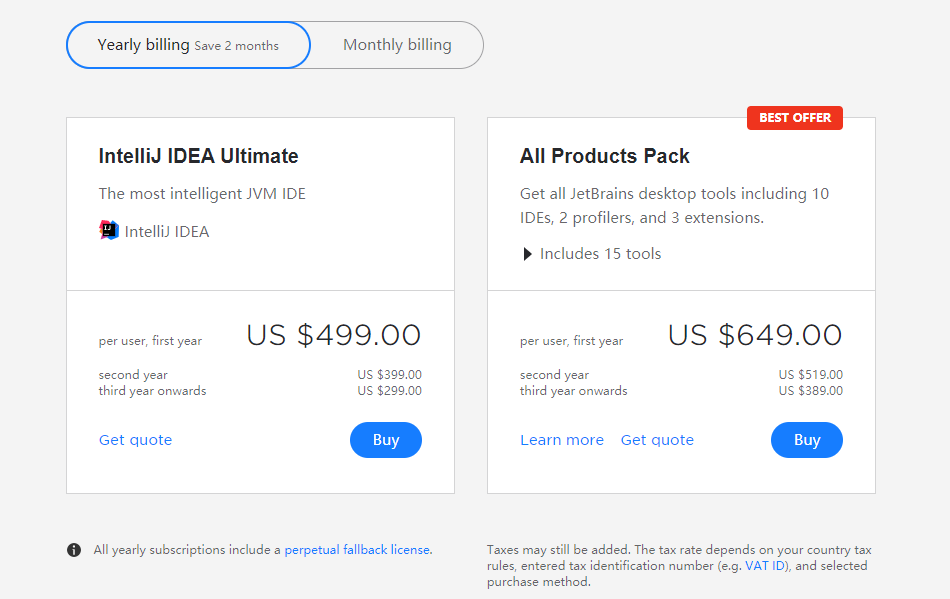 Yearly billing Save 2 months
Monthly billing
BEST OFFER
IntelliJ IDEA Ultimate
The most intelligent JVM IDE
IJ IntelliJ IDEA
per user, first year US $499.00
second year US $399.00
third year onwards US $299.00
Get quote Buy
All Products Pack
Get all JetBrains desktop tools including 10
IDEs, 2 profilers, and 3 extensions.
Includes 15 tools
per user, first year US $649.00
second year US $519.00
third year onwards US $389.00
Learn more Get quote Buy
All yearly subscriptions include a perpetual fallback license.
Taxes may still be added. The tax rate depends on your country tax
rules, entered tax identification number (e.g. VAT ID), and selected
purchase method.